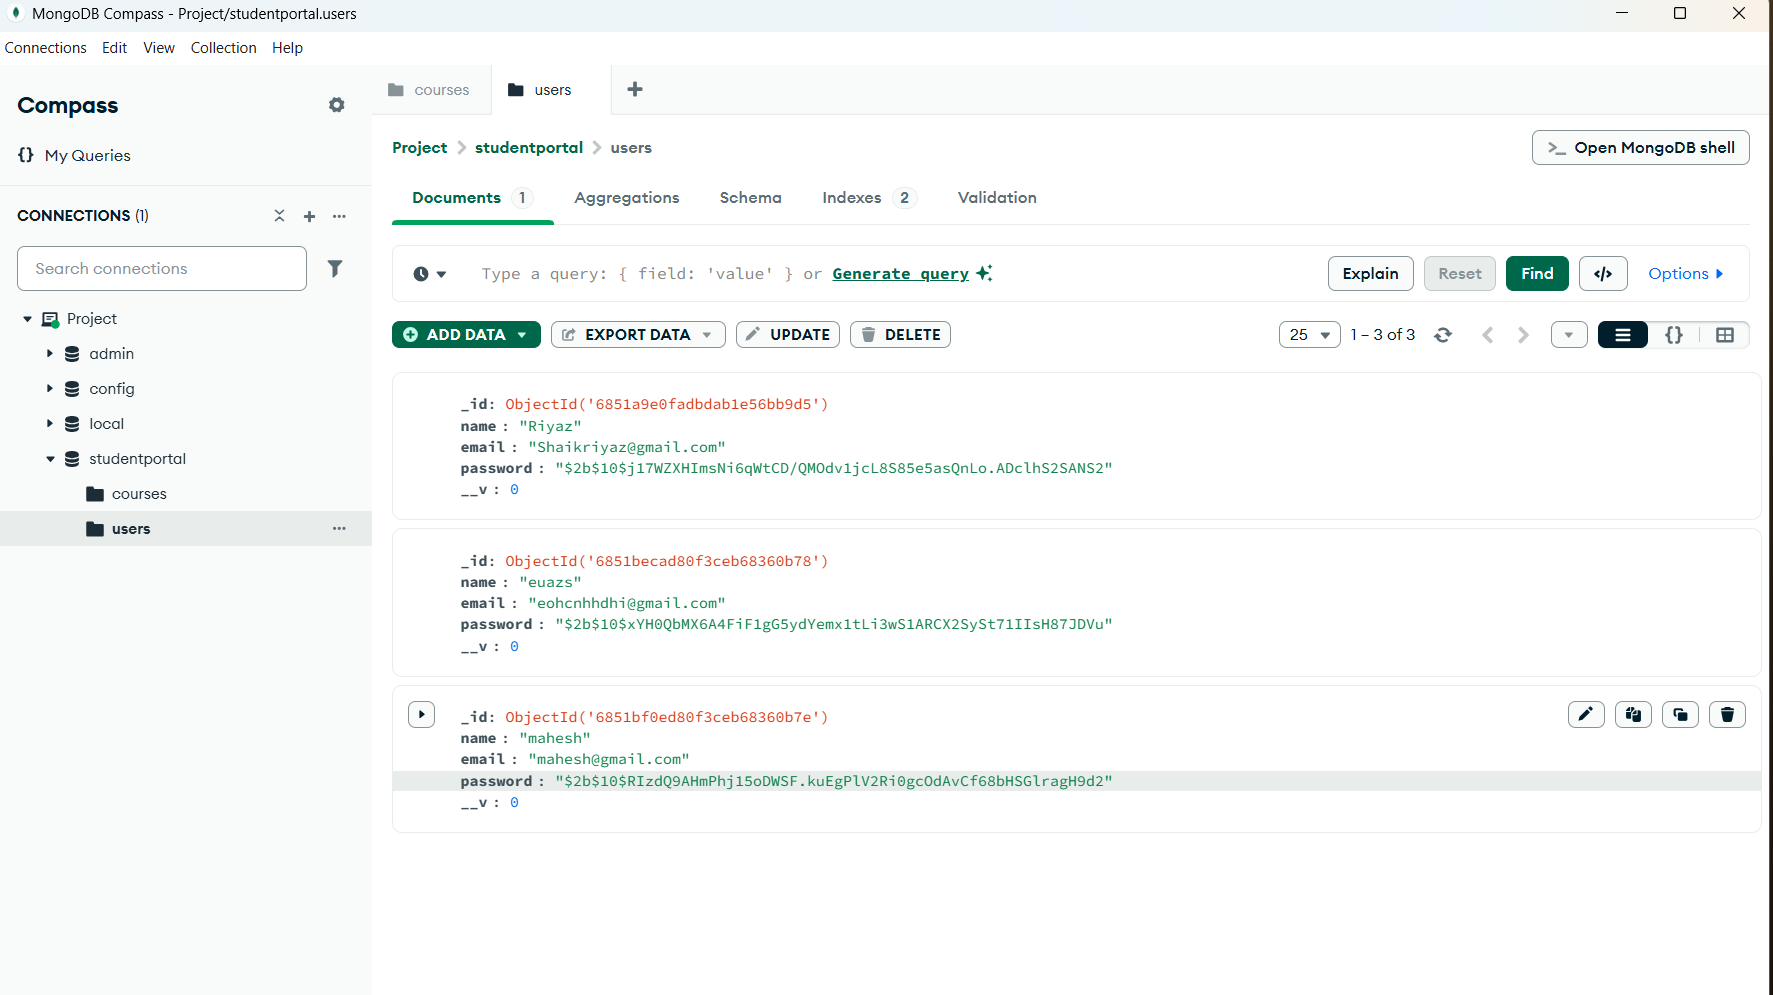 MongoDB Compass - Project/studentportal.users
Connections Edit View Collection Help
Compass
My Queries
CONNECTIONS (1)
Search connections
Project
admin
config
local
studentportal
courses
users
courses
users
Project > studentportal > users
>_ Open MongoDB shell
Documents 1 Aggregations Schema Indexes 2 Validation
Type a query: { field: 'value' } or Generate query
Explain Reset Find </> Options
ADD DATA EXPORT DATA UPDATE DELETE
25 1 – 3 of 3 {}
_id: ObjectId('6851a9e0fadbdab1e56bb9d5')
name : "Riyaz"
email : "Shaikriyaz@gmail.com"
password : "$2b$10$j17WZXHImsNi6qWtCD/QMOdv1jcL8S85e5asQnLo.ADclhS2SANS2"
__v : 0
_id: ObjectId('6851becad80f3ceb68360b78')
name : "euazs"
email : "eohcnhhdhi@gmail.com"
password : "$2b$10$xYH0QbMX6A4FiF1gG5ydYemx1tLi3wS1ARCX2SySt71IIsH87JDVu"
__v : 0
_id: ObjectId('6851bf0ed80f3ceb68360b7e')
name : "mahesh"
email : "mahesh@gmail.com"
password : "$2b$10$RIzdQ9AHmPhj15oDWSF.kuEgPlV2Ri0gcOdAvCf68bHSGlragH9d2"
__v : 0